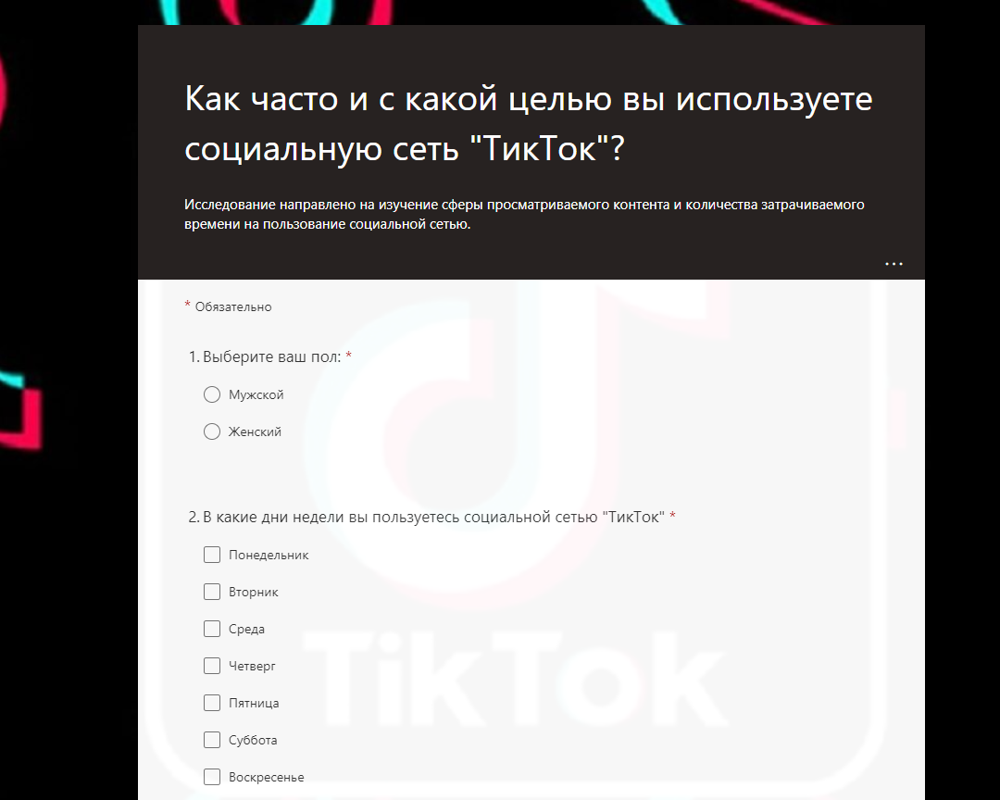 Как часто и с какой целью вы используете
социальную сеть "ТикТок"?
Исследование направлено на изучение сферы просматриваемого контента и количества затрачиваемого
времени на пользование социальной сетью.
...
* Обязательно
1. Выберите ваш пол: *
Мужской
Женский
2. В какие дни недели вы пользуетесь социальной сетью "ТикТок" *
Понедельник
Вторник
Среда
Четверг
Пятница
TikTok
Суббота
Воскресенье